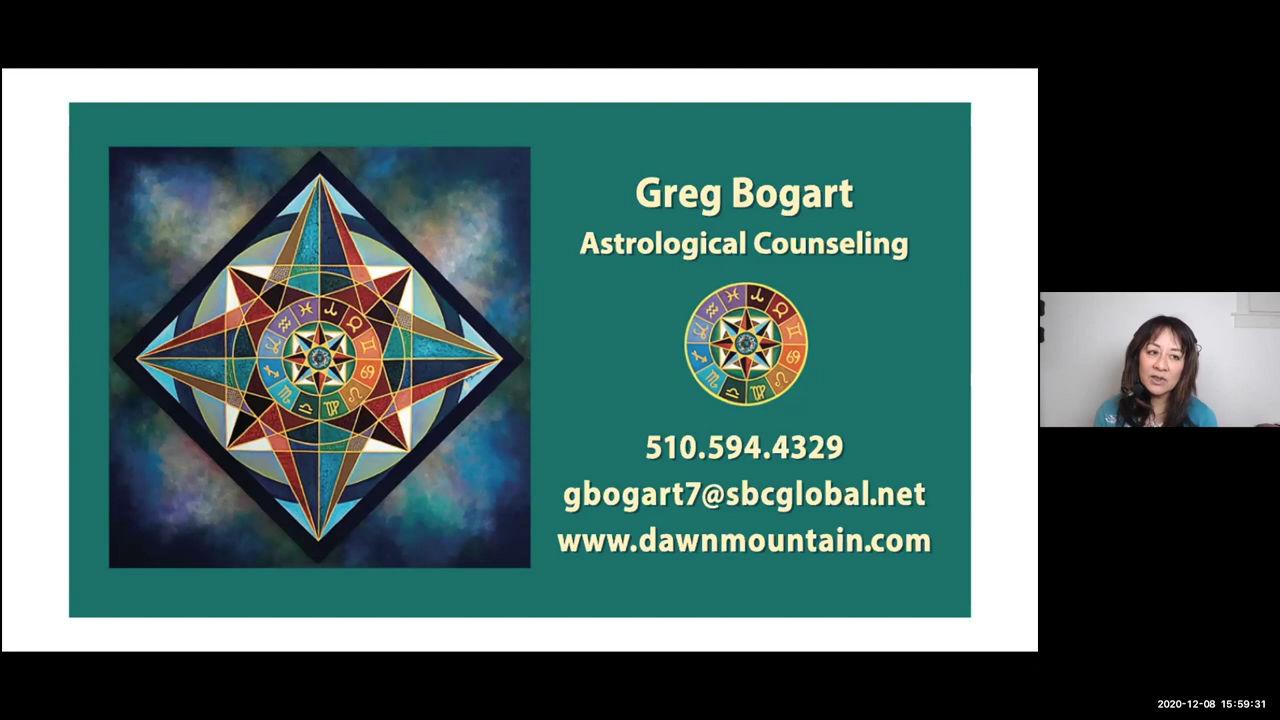 Greg Bogart
Astrological Counseling
510.594.4329
gbogart7@sbcglobal.net
www.dawnmountain.com
2020-12-08 15:59:31